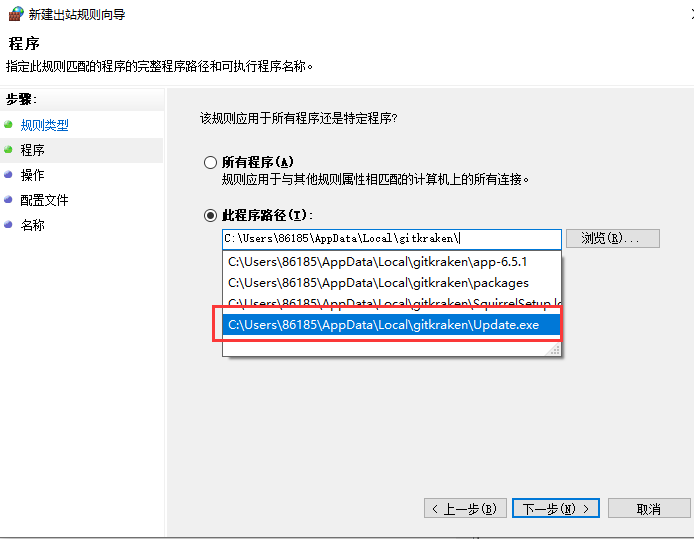 新建出站规则向导
程序
指定此规则匹配的程序的完整程序路径和可执行程序名称。
步骤:
规则类型
程序
操作
配置文件
名称
该规则应用于所有程序还是特定程序?
所有程序(A)
规则应用于与其他规则属性相匹配的计算机上的所有连接。
此程序路径(T):
C:\Users\86185\AppData\Local\gitkraken\
浏览(R)...
C:\Users\86185\AppData\Local\gitkraken\app-6.5.1
C:\Users\86185\AppData\Local\gitkraken\packages
C:\Users\86185\AppData\Local\gitkraken\SquirrelSetup.lo
C:\Users\86185\AppData\Local\gitkraken\Update.exe
< 上一步(B)
下一步(N) >
取消